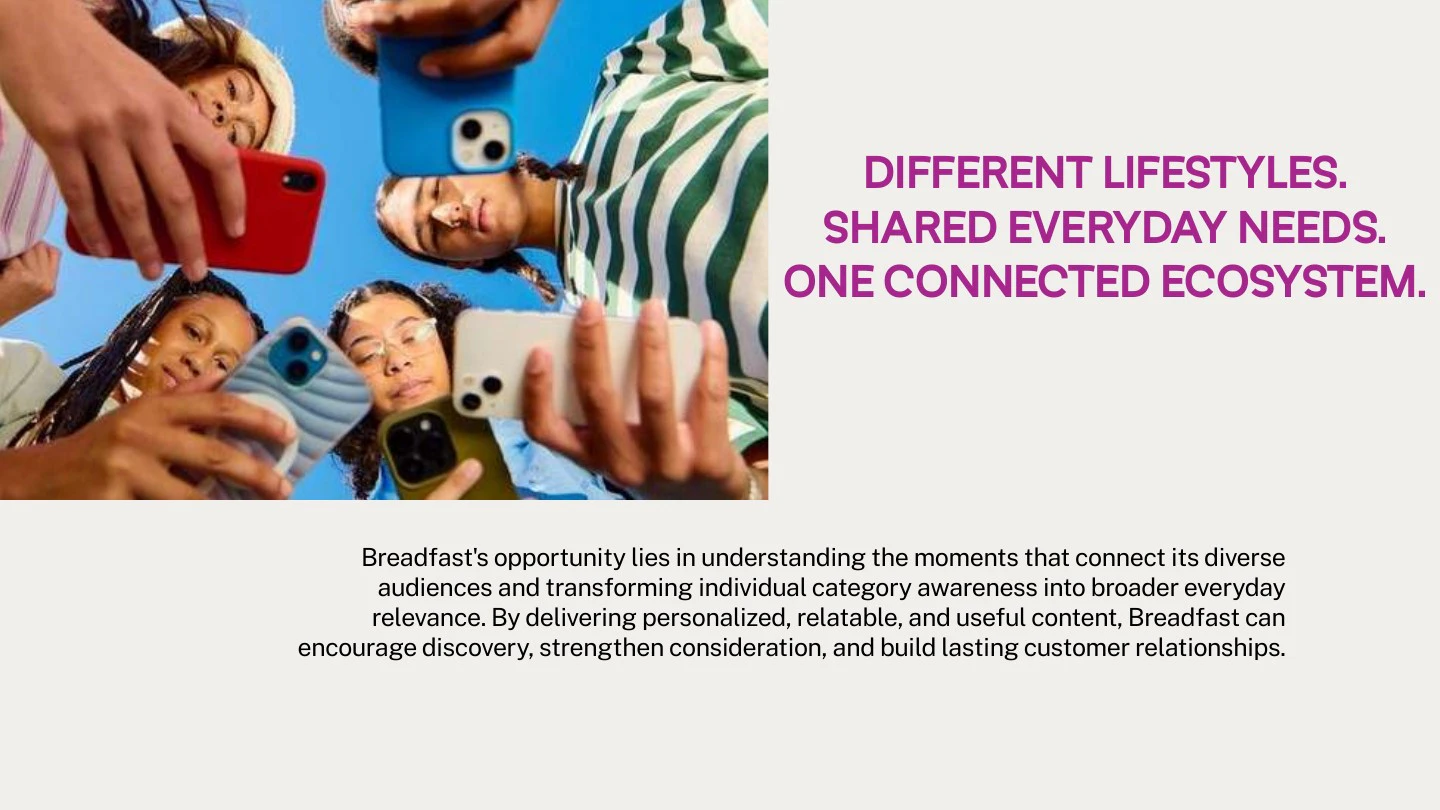 DIFFERENT LIFESTYLES.
SHARED EVERYDAY NEEDS.
ONE CONNECTED ECOSYSTEM.
Breadfast's opportunity lies in understanding the moments that connect its diverse
audiences and transforming individual category awareness into broader everyday
relevance. By delivering personalized, relatable, and useful content, Breadfast can
encourage discovery, strengthen consideration, and build lasting customer relationships.